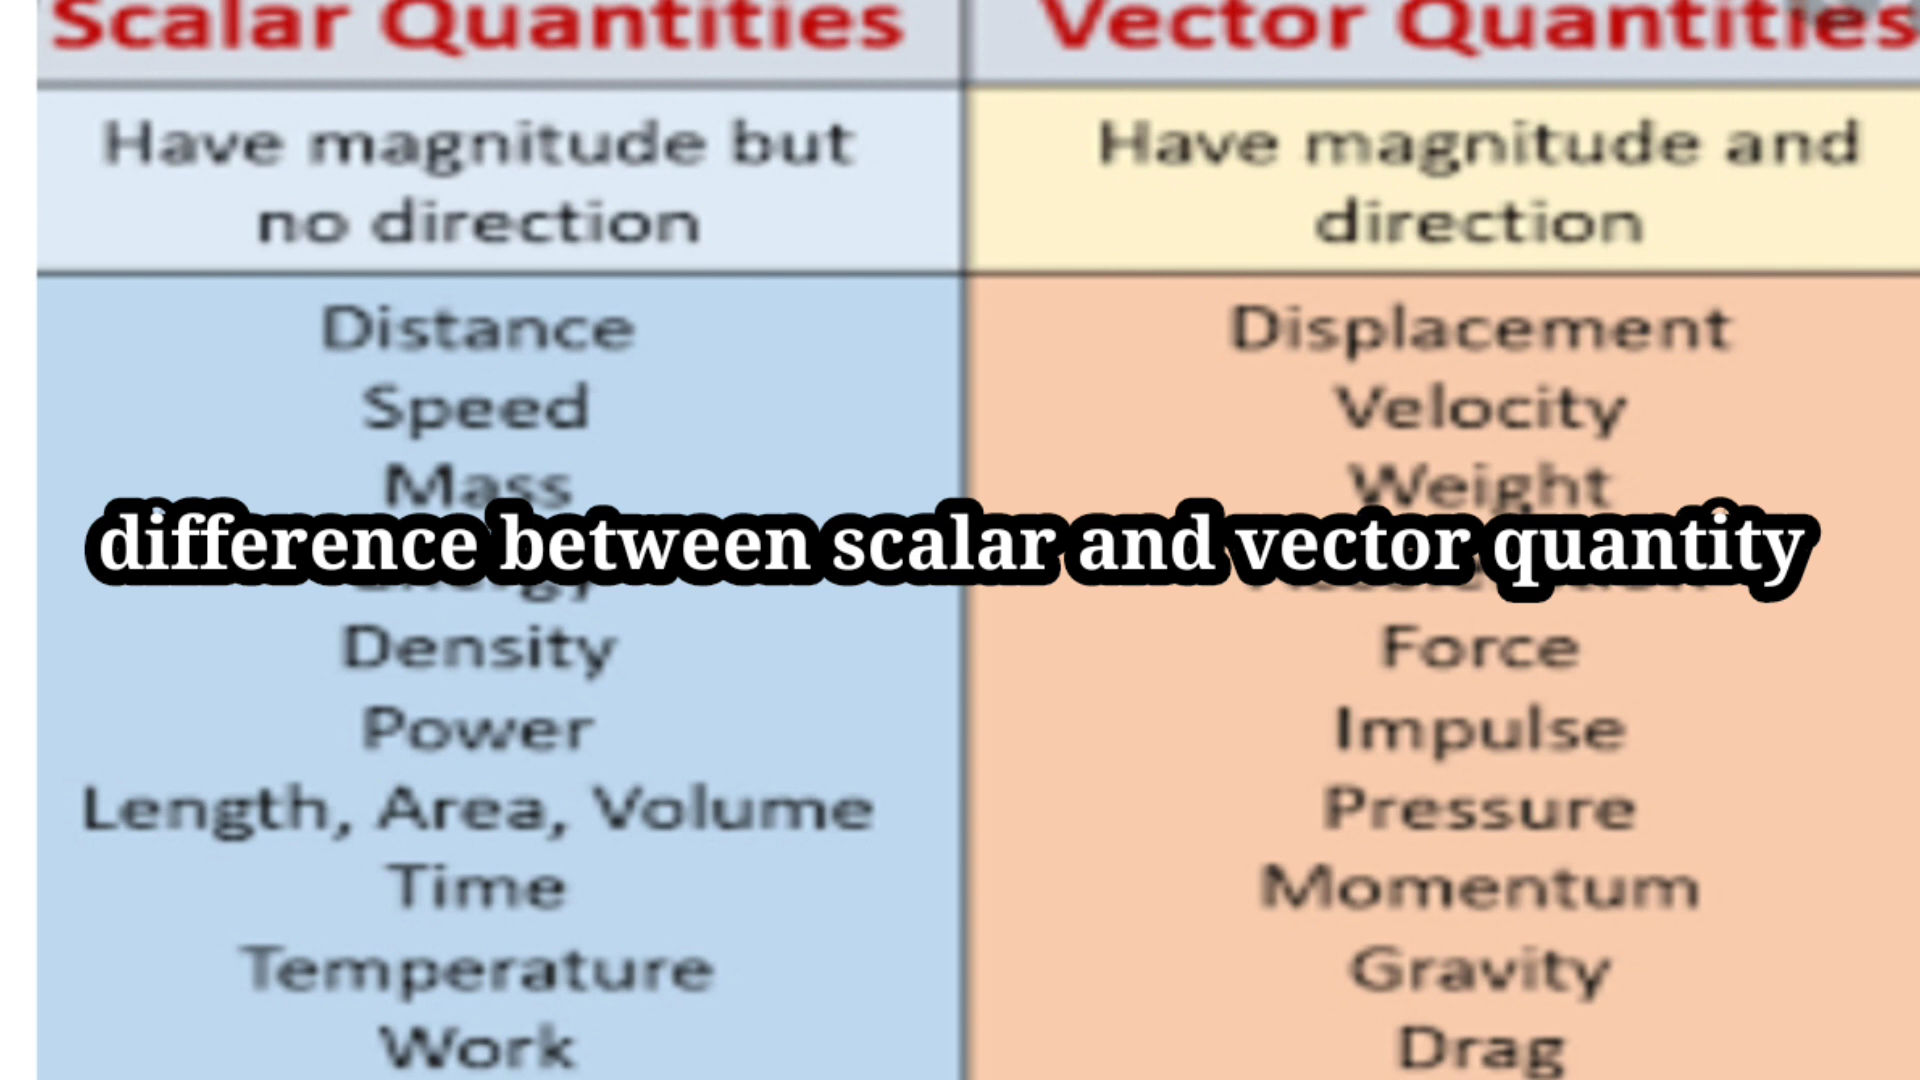 Scalar Quantities
Vector Quantities
Have magnitude but
no direction
Have magnitude and
direction
Distance
Displacement
Speed
Velocity
Mass
Weight
difference between scalar and vector quantity
Density
Force
Power
Impulse
Length, Area, Volume
Pressure
Time
Momentum
Temperature
Gravity
Work
Drag